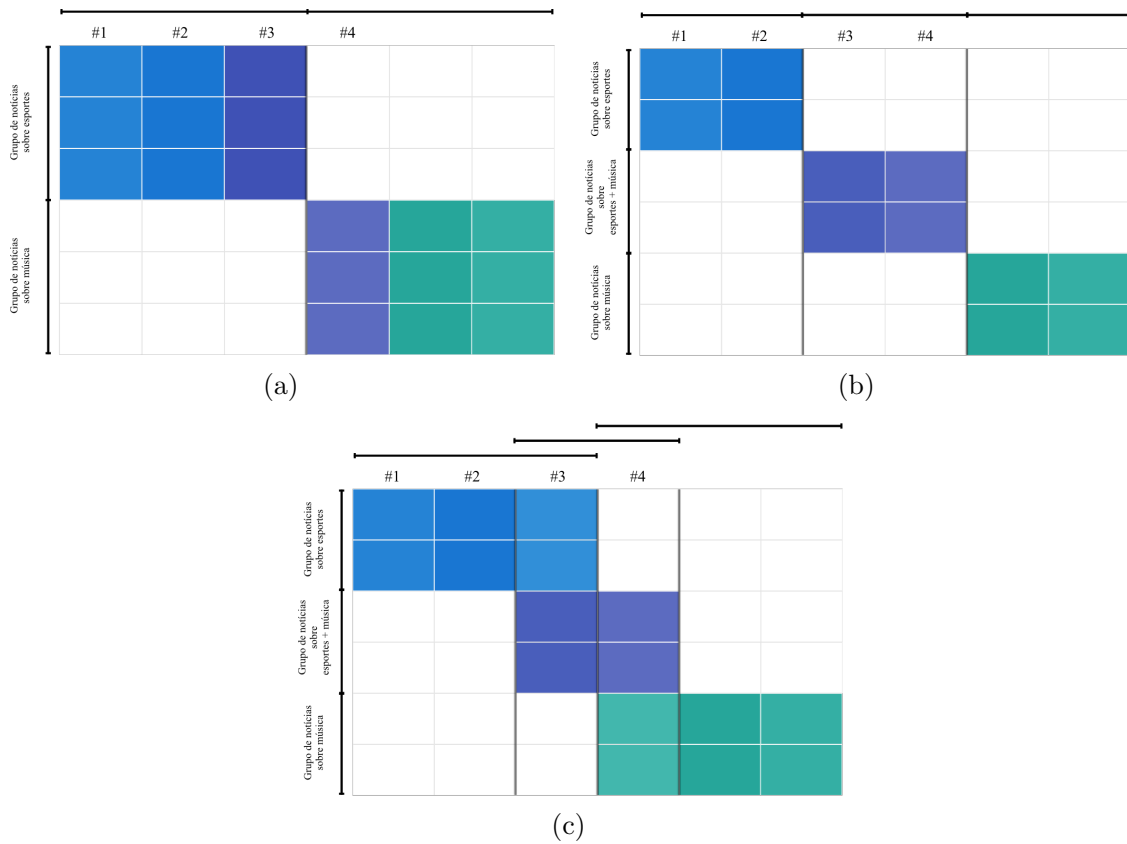 #1 #2 #3 #4
Grupo de notícias
sobre esportes
Grupo de notícias
sobre música
(a)
#1 #2 #3 #4
Grupo de notícias
sobre esportes
Grupo de notícias
sobre
esportes + música
Grupo de notícias
sobre música
(b)
#1 #2 #3 #4
Grupo de notícias
sobre esportes
Grupo de notícias
sobre
esportes + música
Grupo de notícias
sobre música
(c)